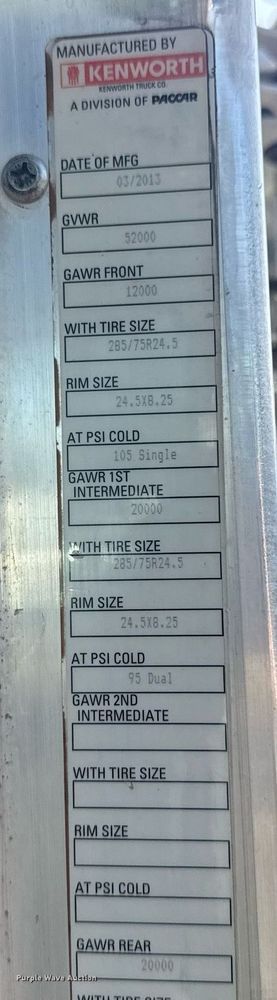 MANUFACTURED BY
KENWORTH
KENWORTH TRUCK CO.
A DIVISION OF PACCAR
DATE OF MFG
03/2013
GVWR
52000
GAWR FRONT
12000
WITH TIRE SIZE
285/75R24.5
RIM SIZE
24.5X8.25
AT PSI COLD
105 Single
GAWR 1ST
INTERMEDIATE
20000
WITH TIRE SIZE
285/75R24.5
RIM SIZE
24.5X8.25
AT PSI COLD
95 Dual
GAWR 2ND
INTERMEDIATE
WITH TIRE SIZE
RIM SIZE
AT PSI COLD
GAWR REAR
20000
Purple Wave Auction
WITH TIRE SIZE